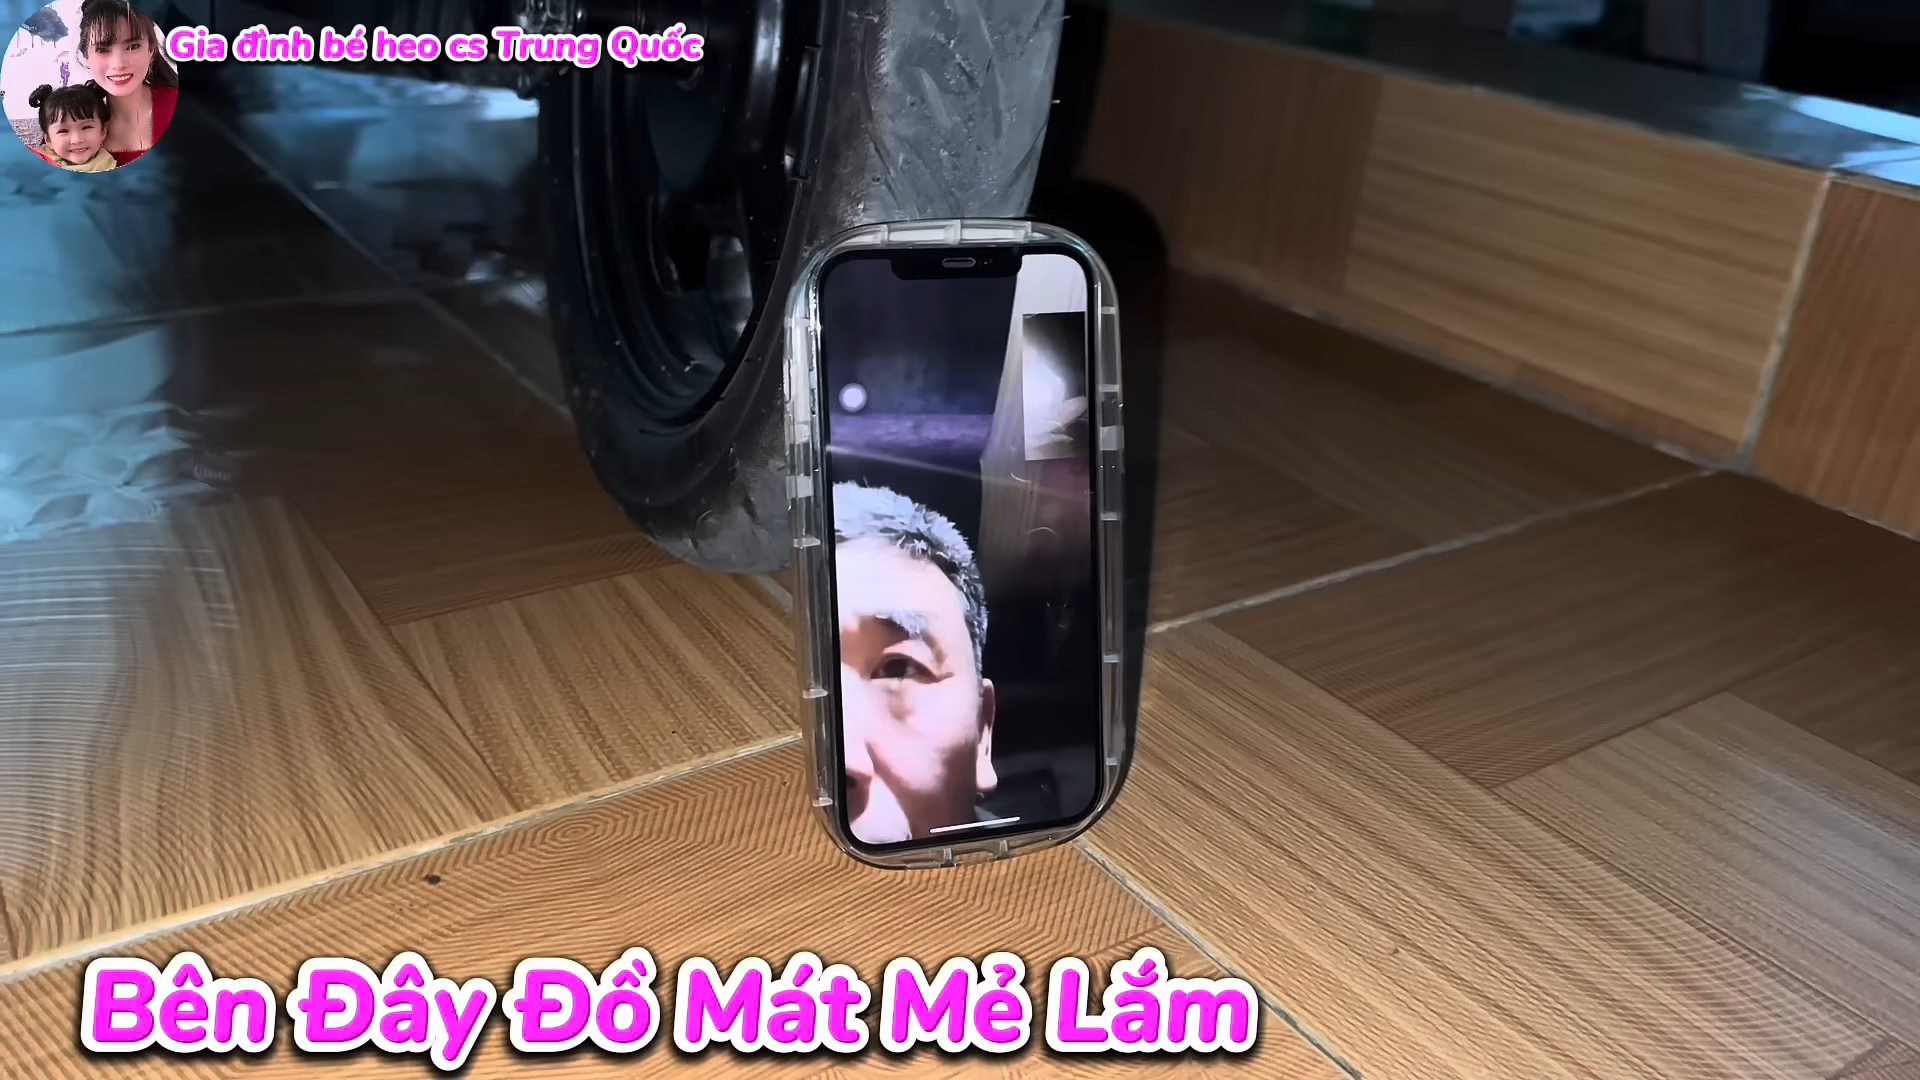 Gia đình bé heo cs Trung Quốc
Bên Đây Đồ Mát Mẻ Lắm